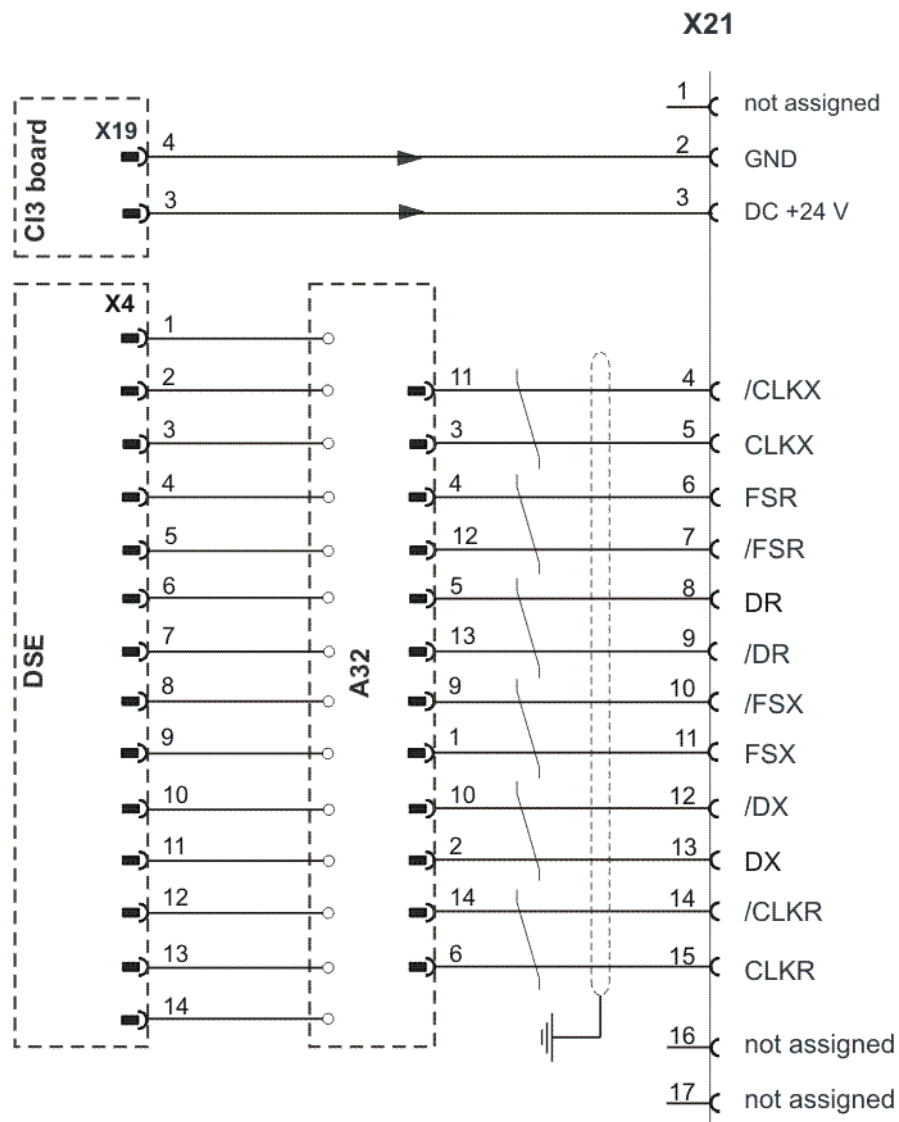 X21
1 not assigned
CI3 board X19 4 2 GND
3 3 DC +24 V
DSE X4
1
2 11 4 /CLKX
3 3 5 CLKX
4 4 6 FSR
5 12 7 /FSR
6 5 8 DR
7 A32 13 9 /DR
8 9 10 /FSX
9 1 11 FSX
10 10 12 /DX
11 2 13 DX
12 14 14 /CLKR
13 6 15 CLKR
14
16 not assigned
17 not assigned